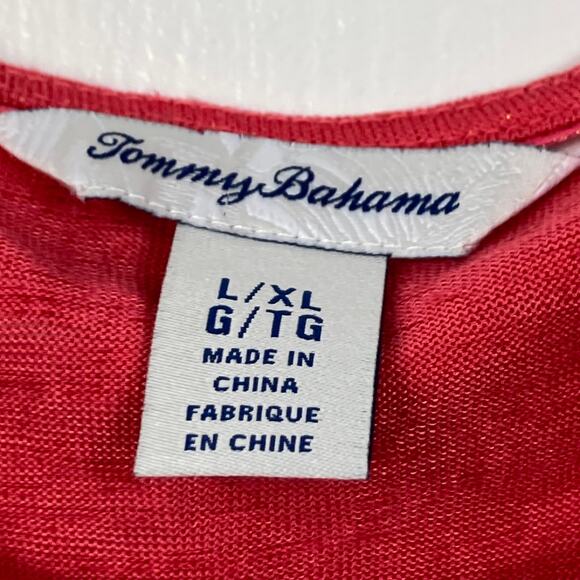 Tommy Bahama
L/XL
G/TG
MADE IN
CHINA
FABRIQUE
EN CHINE